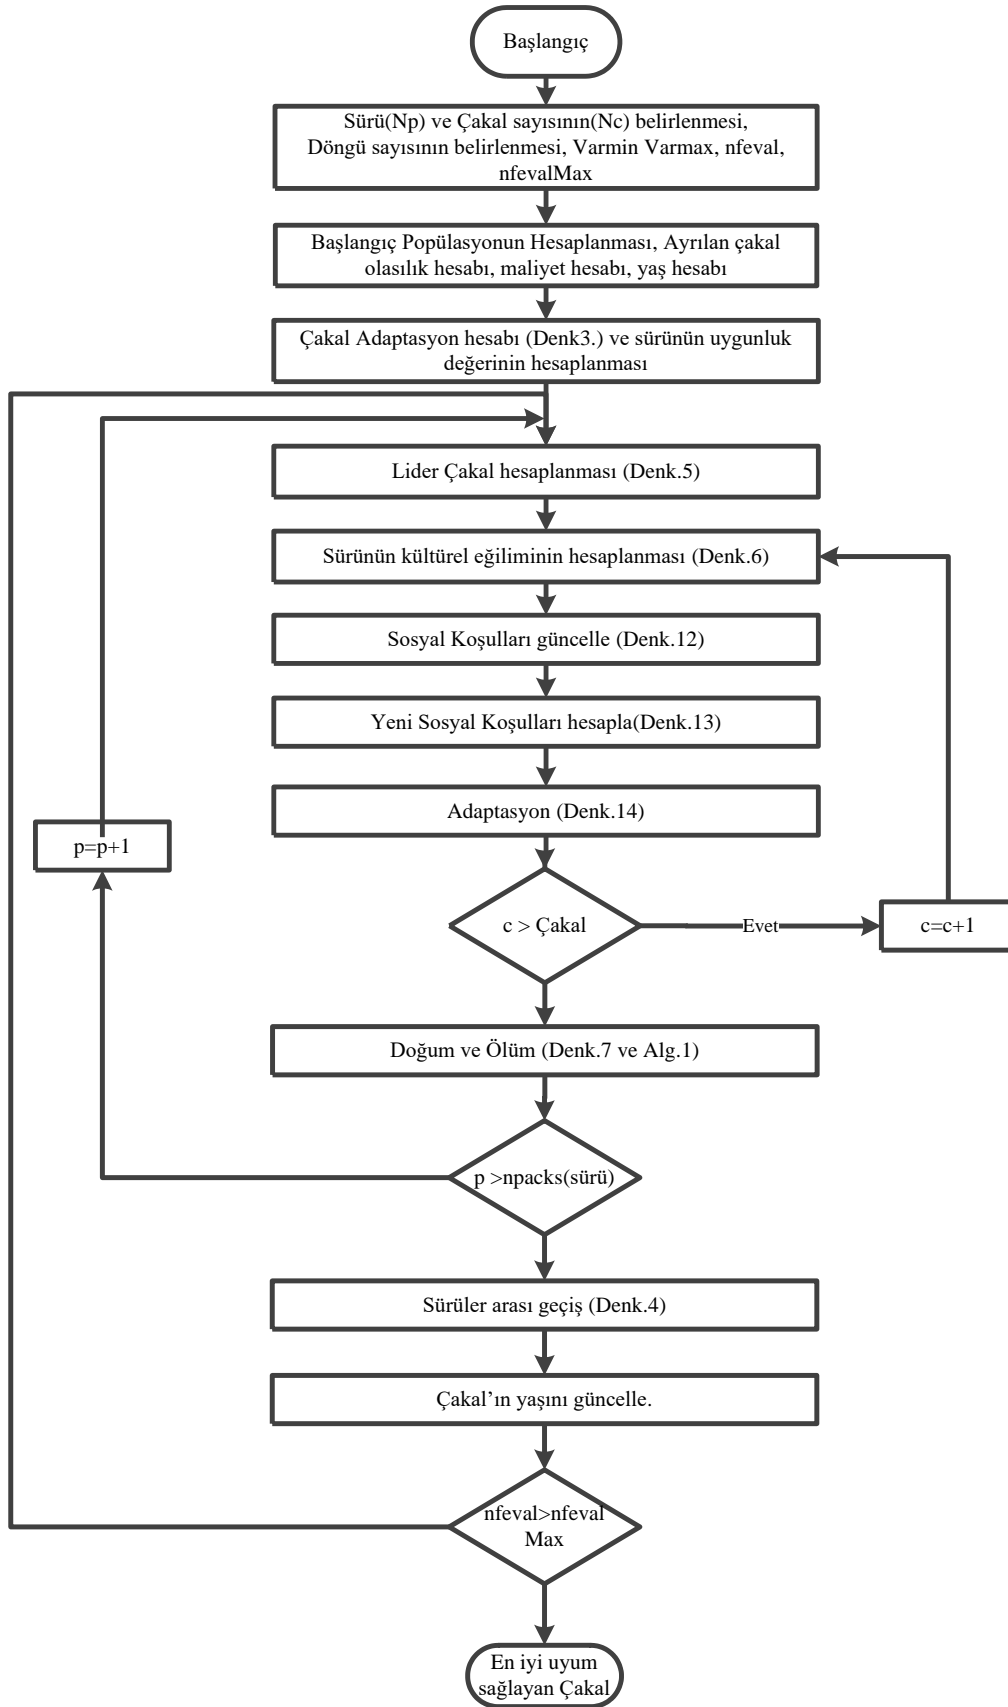 Başlangıç
Sürü(Np) ve Çakal sayısının(Nc) belirlenmesi,
Döngü sayısının belirlenmesi, Varmin Varmax, nfeval,
nfevalMax
Başlangıç Popülasyonun Hesaplanması, Ayrılan çakal
olasılık hesabı, maliyet hesabı, yaş hesabı
Çakal Adaptasyon hesabı (Denk3.) ve sürünün uygunluk
değerinin hesaplanması
Lider Çakal hesaplanması (Denk.5)
Sürünün kültürel eğiliminin hesaplanması (Denk.6)
Sosyal Koşulları güncelle (Denk.12)
Yeni Sosyal Koşulları hesapla(Denk.13)
Adaptasyon (Denk.14)
p=p+1
c > Çakal
Evet
c=c+1
Doğum ve Ölüm (Denk.7 ve Alg.1)
p >npacks(sürü)
Sürüler arası geçiş (Denk.4)
Çakal’ın yaşını güncelle.
nfeval>nfeval
Max
En iyi uyum
sağlayan Çakal